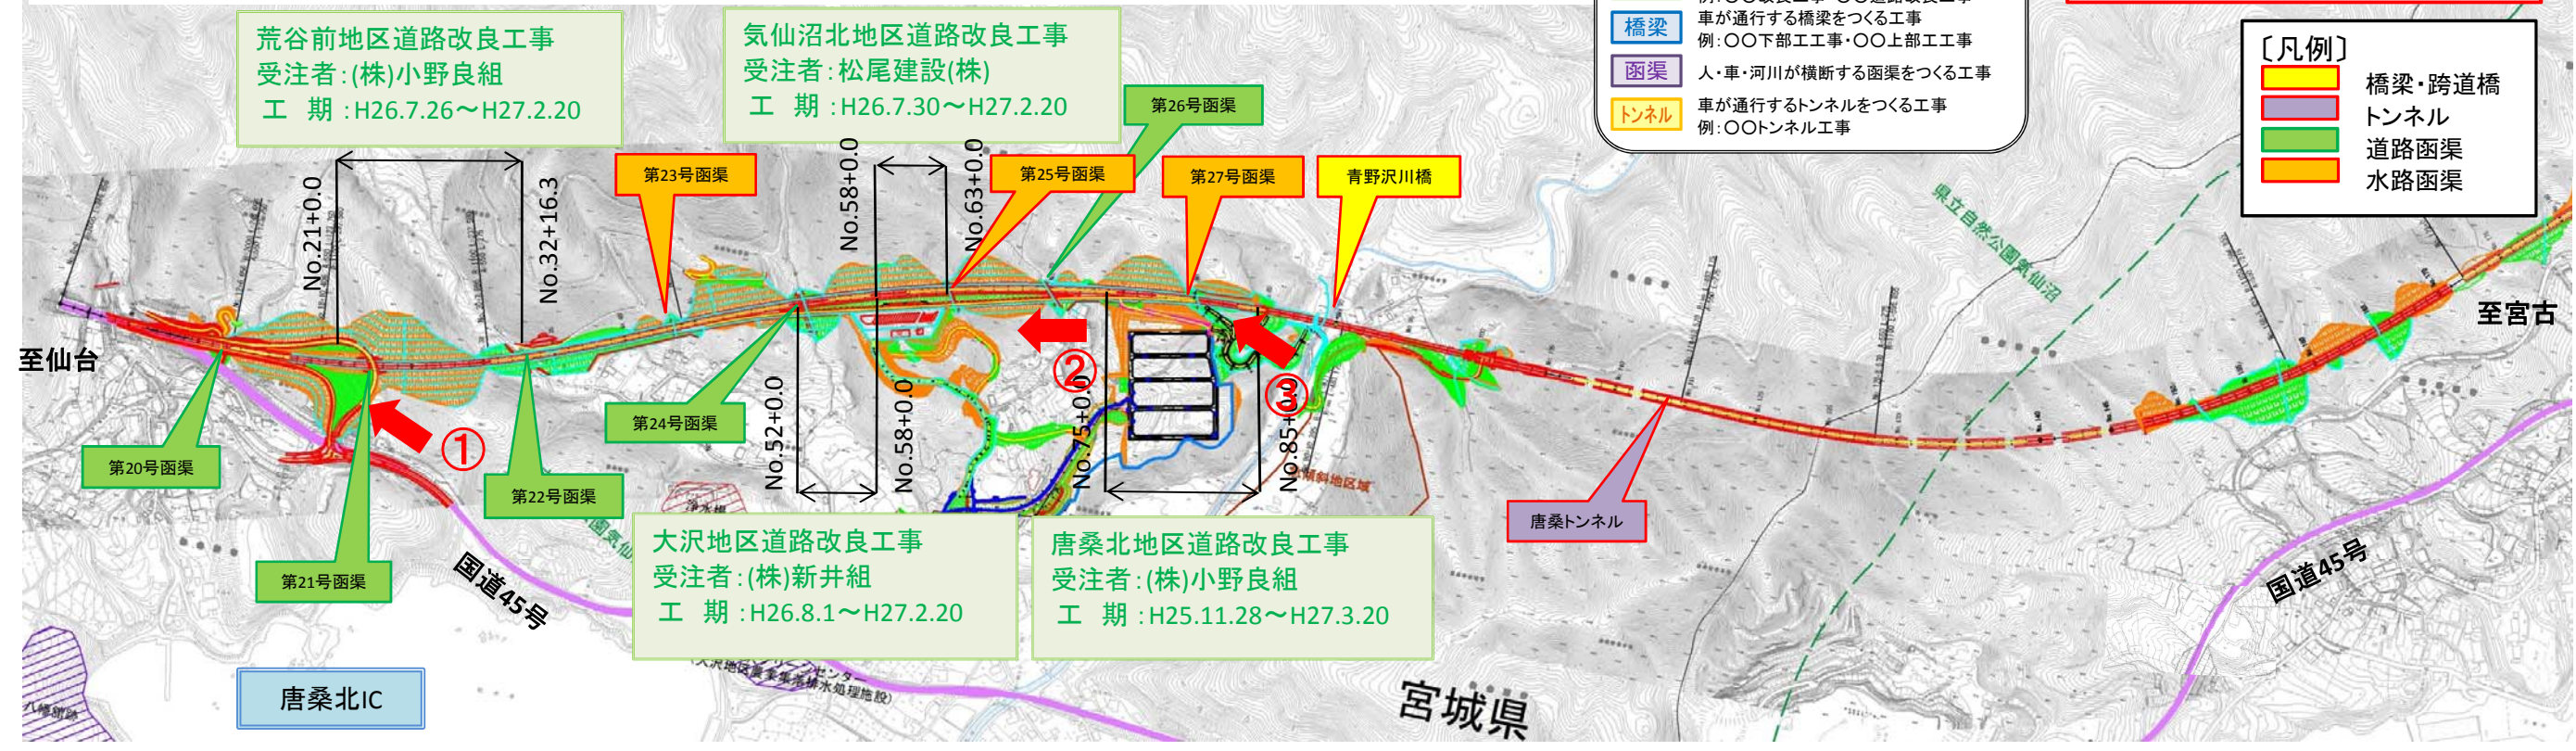 荒谷前地区道路改良工事
受注者:(株)小野良組
工 期:H26.7.26～H27.2.20
気仙沼北地区道路改良工事
受注者:松尾建設(株)
工 期:H26.7.30～H27.2.20
橋梁
車が通行する橋梁をつくる工事
例:〇〇下部工工事・〇〇上部工工事
函渠
人・車・河川が横断する函渠をつくる工事
トンネル
車が通行するトンネルをつくる工事
例:〇〇トンネル工事
〔凡例〕
橋梁・跨道橋
トンネル
道路函渠
水路函渠
第26号函渠
第23号函渠
第25号函渠
第27号函渠
青野沢川橋
No.21+0.0
No.32+16.3
No.58+0.0
No.63+0.0
県立自然公園気仙沼
至仙台
至宮古
①
②
③
第20号函渠
第21号函渠
第22号函渠
第24号函渠
No.52+0.0
No.58+0.0
No.75+0.0
No.85+0.0
唐桑トンネル
国道45号
国道45号
大沢地区道路改良工事
受注者:(株)新井組
工 期:H26.8.1～H27.2.20
唐桑北地区道路改良工事
受注者:(株)小野良組
工 期:H25.11.28～H27.3.20
唐桑北IC
宮城県